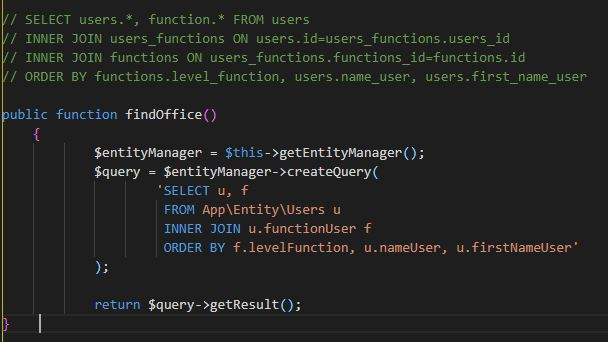 // SELECT users.*, function.* FROM users
// INNER JOIN users_functions ON users.id=users_functions.users_id
// INNER JOIN functions ON users_functions.functions_id=functions.id
// ORDER BY functions.level_function, users.name_user, users.first_name_user
public function findOffice()
{
$entityManager = $this->getEntityManager();
$query = $entityManager->createQuery(
'SELECT u, f
FROM App\Entity\Users u
INNER JOIN u.functionUser f
ORDER BY f.levelFunction, u.nameUser, u.firstNameUser'
);
return $query->getResult();
}